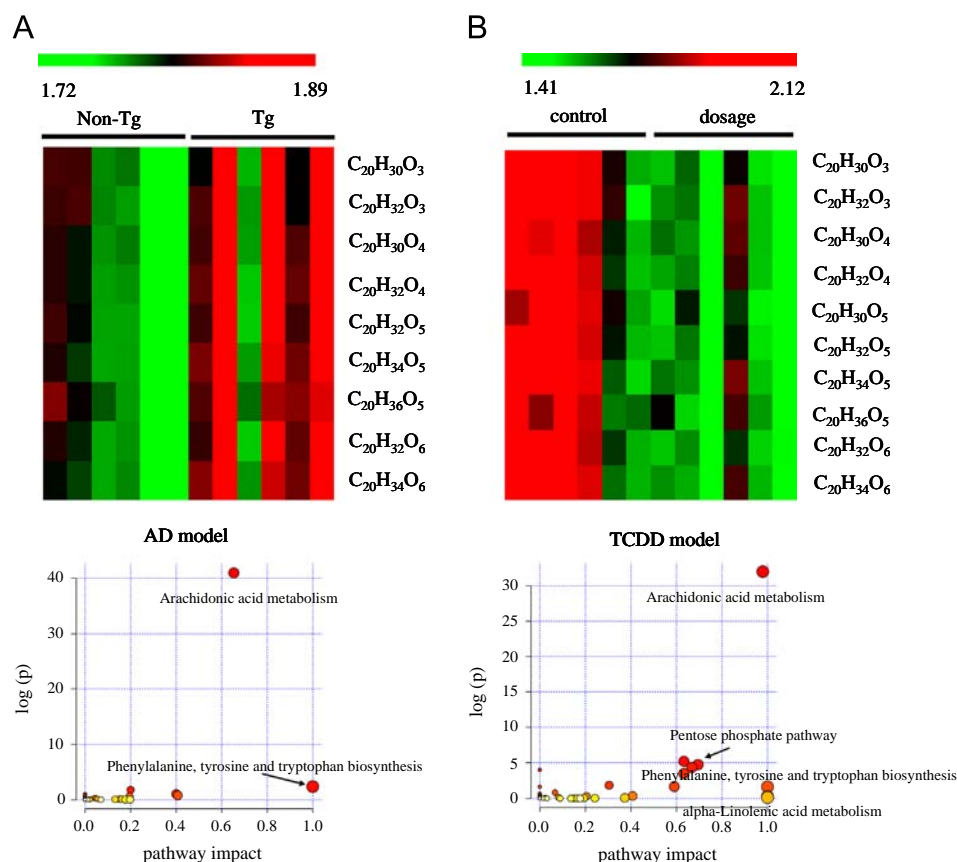 A
1.72 1.89
Non-Tg Tg
C20H30O3
C20H32O3
C20H30O4
C20H32O4
C20H32O5
C20H34O5
C20H36O5
C20H32O6
C20H34O6
AD model
40
30
20
10
0
log (p)
Arachidonic acid metabolism
Phenylalanine, tyrosine and tryptophan biosynthesis
0.0 0.2 0.4 0.6 0.8 1.0
pathway impact
B
1.41 2.12
control dosage
C20H30O3
C20H32O3
C20H30O4
C20H32O4
C20H30O5
C20H32O5
C20H34O5
C20H36O5
C20H32O6
C20H34O6
TCDD model
30
25
20
15
10
5
0
log (p)
Arachidonic acid metabolism
Pentose phosphate pathway
Phenylalanine, tyrosine and tryptophan biosynthesis
alpha-Linolenic acid metabolism
0.0 0.2 0.4 0.6 0.8 1.0
pathway impact